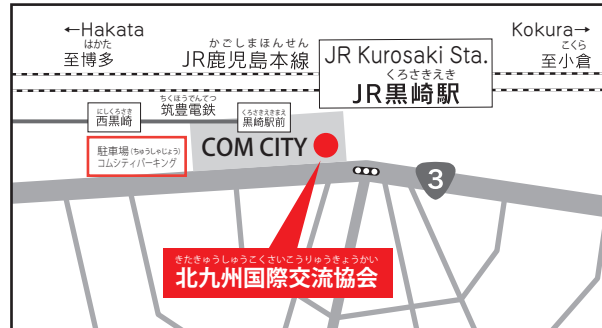 ←Hakata
はかた
至博多
かごしまほんせん
JR鹿児島本線
JR Kurosaki Sta.
くろさきえき
JR黒崎駅
Kokura→
こくら
至小倉
にしくろさき
西黒崎
ちくほうでんてつ
筑豊電鉄
くろさきえきまえ
黒崎駅前
駐車場(ちゅうしゃじょう)
コムシティパーキング
COM CITY
3
きたきゅうしゅうこくさいこうりゅうきょうかい
北九州国際交流協会